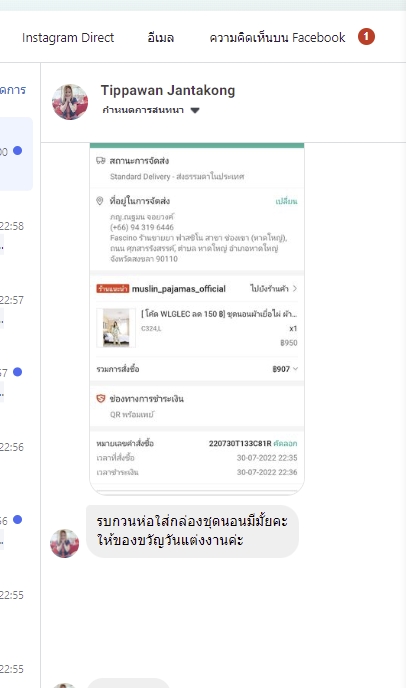 Instagram Direct
อีเมล
ความคิดเห็นบน Facebook
1
ดการ
Tippawan Jantakong
กำหนดการสนทนา
สถานะการจัดส่ง
Standard Delivery - ส่งธรรมดาในประเทศ
ที่อยู่ในการจัดส่ง
เปลี่ยน
ภญ.ณฐมน จอยวงค์
(+66) 94 319 6446
Fascino ร้านขายยา ฟาสซิโน สาขา ช่องเขา (หาดใหญ่),
ถนน ศุภสารรังสรรค์, ตำบล หาดใหญ่ อำเภอหาดใหญ่
จังหวัดสงขลา 90110
ร้านแนะนำ muslin_pajamas_official
ไปยังร้านค้า
[ โค้ด WLGLEC ลด 150 ฿] ชุดนอนผ้าเยื่อไผ่ ผ้า...
C324,L
x1
฿950
รวมการสั่งซื้อ
฿907
ช่องทางการชำระเงิน
QR พร้อมเพย์
หมายเลขคำสั่งซื้อ
220730T133C81R คัดลอก
เวลาที่สั่งซื้อ
30-07-2022 22:35
เวลาชำระเงิน
30-07-2022 22:36
รบกวนห่อใส่กล่องชุดนอนมีมั้ยคะ
ให้ของขวัญวันแต่งงานค่ะ
22:58
22:57
22:56
22:55
22:55